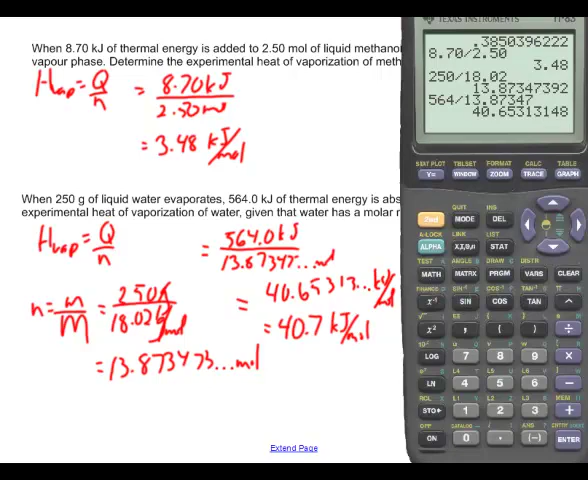 When 8.70 kJ of thermal energy is added to 2.50 mol of liquid methano
vapour phase. Determine the experimental heat of vaporization of meth
Hvap = Q/n = 8.70 kJ / 2.50 mol
= 3.48 kJ/mol
When 250 g of liquid water evaporates, 564.0 kJ of thermal energy is abs
experimental heat of vaporization of water, given that water has a molar
Hvap = Q/n = 564.0 kJ / 13.87347... mol
n = m/M = 250 g / 18.02 g/mol = 40.65313... kJ/mol
= 40.7 kJ/mol
= 13.873473... mol
Extend Page
TEXAS INSTRUMENTS TI-83
.3850396222
8.70/2.50
3.48
250/18.02
13.87347392
564/13.87347
40.65313148
STAT PLOT TBLSET FORMAT CALC TABLE
Y= WINDOW ZOOM TRACE GRAPH
QUIT INS
2nd MODE DEL
A-LOCK LINK LIST
ALPHA X,T,θ,n STAT
TEST A ANGLE B DRAW C DISTR
MATH MATRX PRGM VARS CLEAR
x⁻¹ SIN COS TAN ^
x² , ( ) ÷
LOG 7 8 9 ×
LN 4 5 6 −
RCL X
STO▸ 1 2 3 +
OFF
ON 0 . (−) ENTER